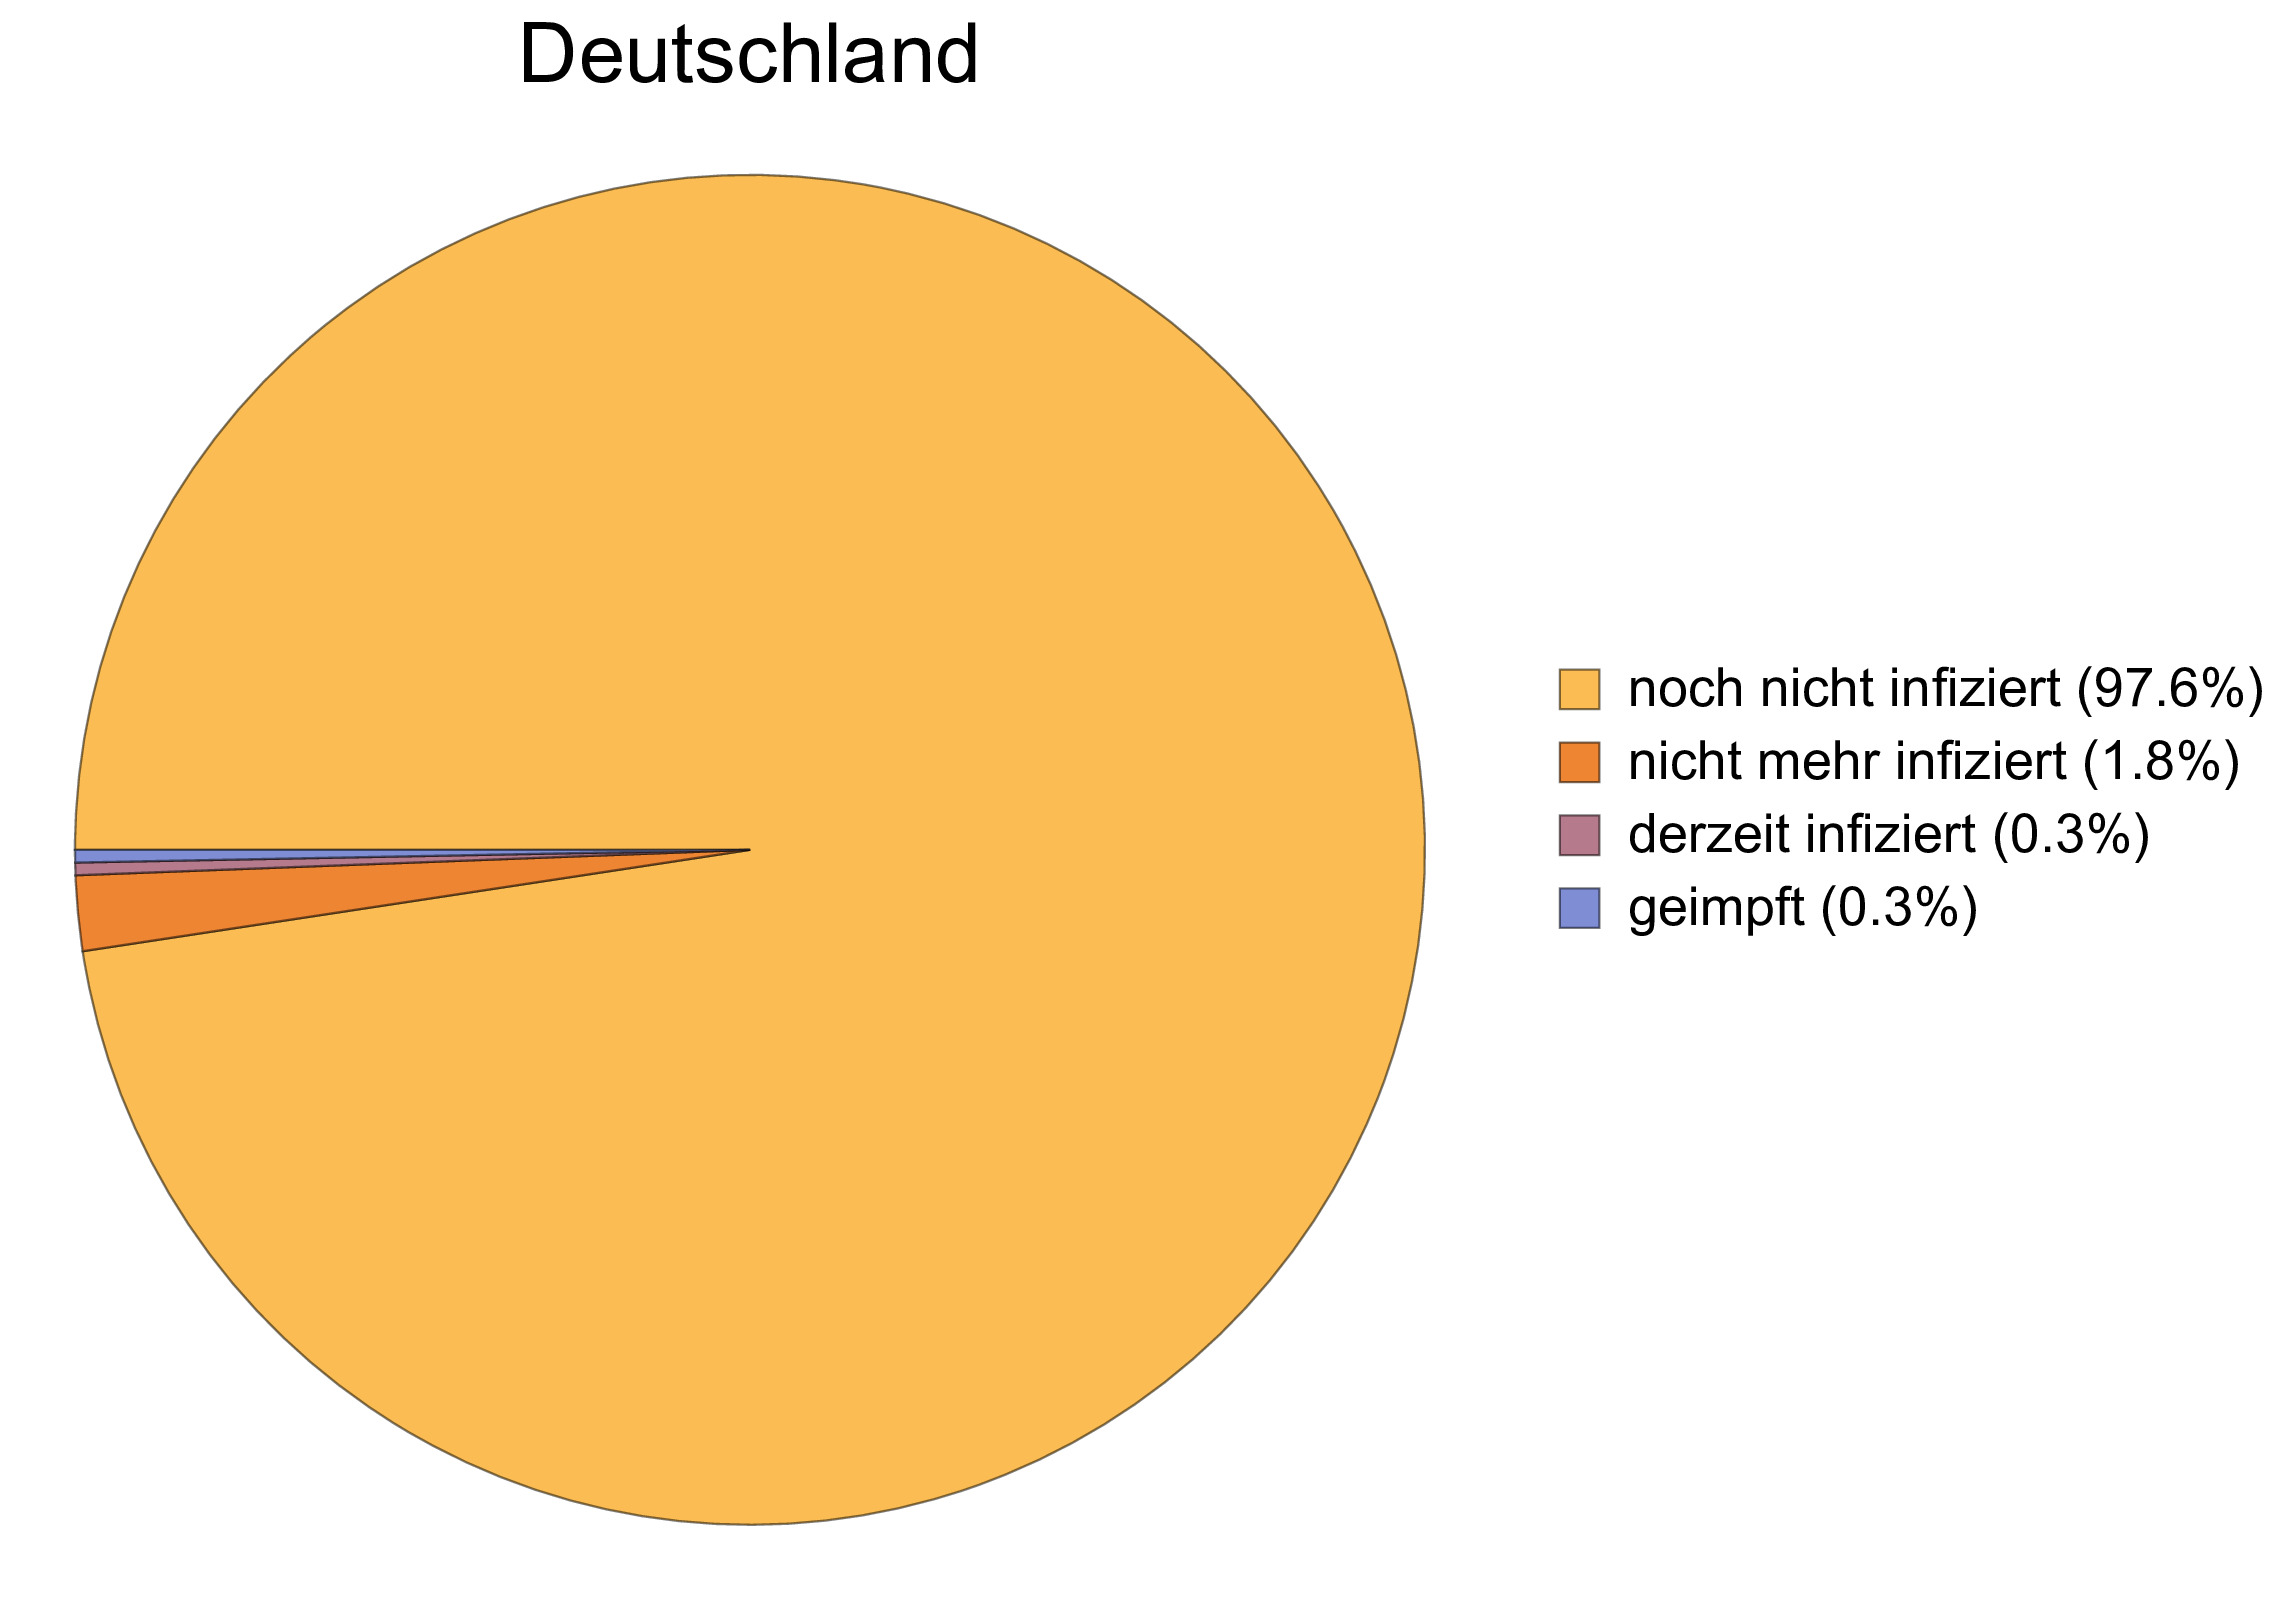 Deutschland
noch nicht infiziert (97.6%)
nicht mehr infiziert (1.8%)
derzeit infiziert (0.3%)
geimpft (0.3%)